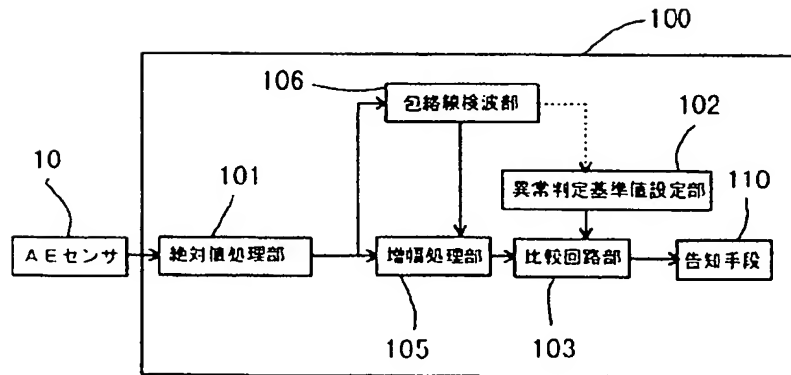 100
106
包絡線検波部
102
10
101
異常判定基準値設定部
110
AEセンサ
絶対値処理部
増幅処理部
比較回路部
告知手段
105
103